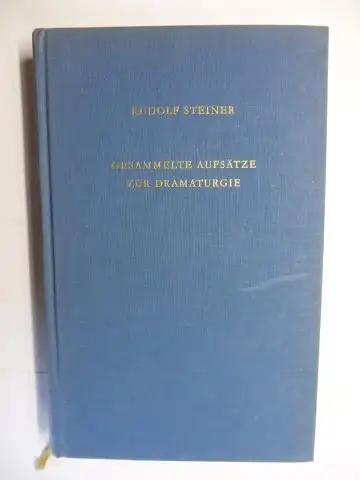 RUDOLF STEINER
GESAMMELTE AUFSÄTZE
ZUR DRAMATURGIE